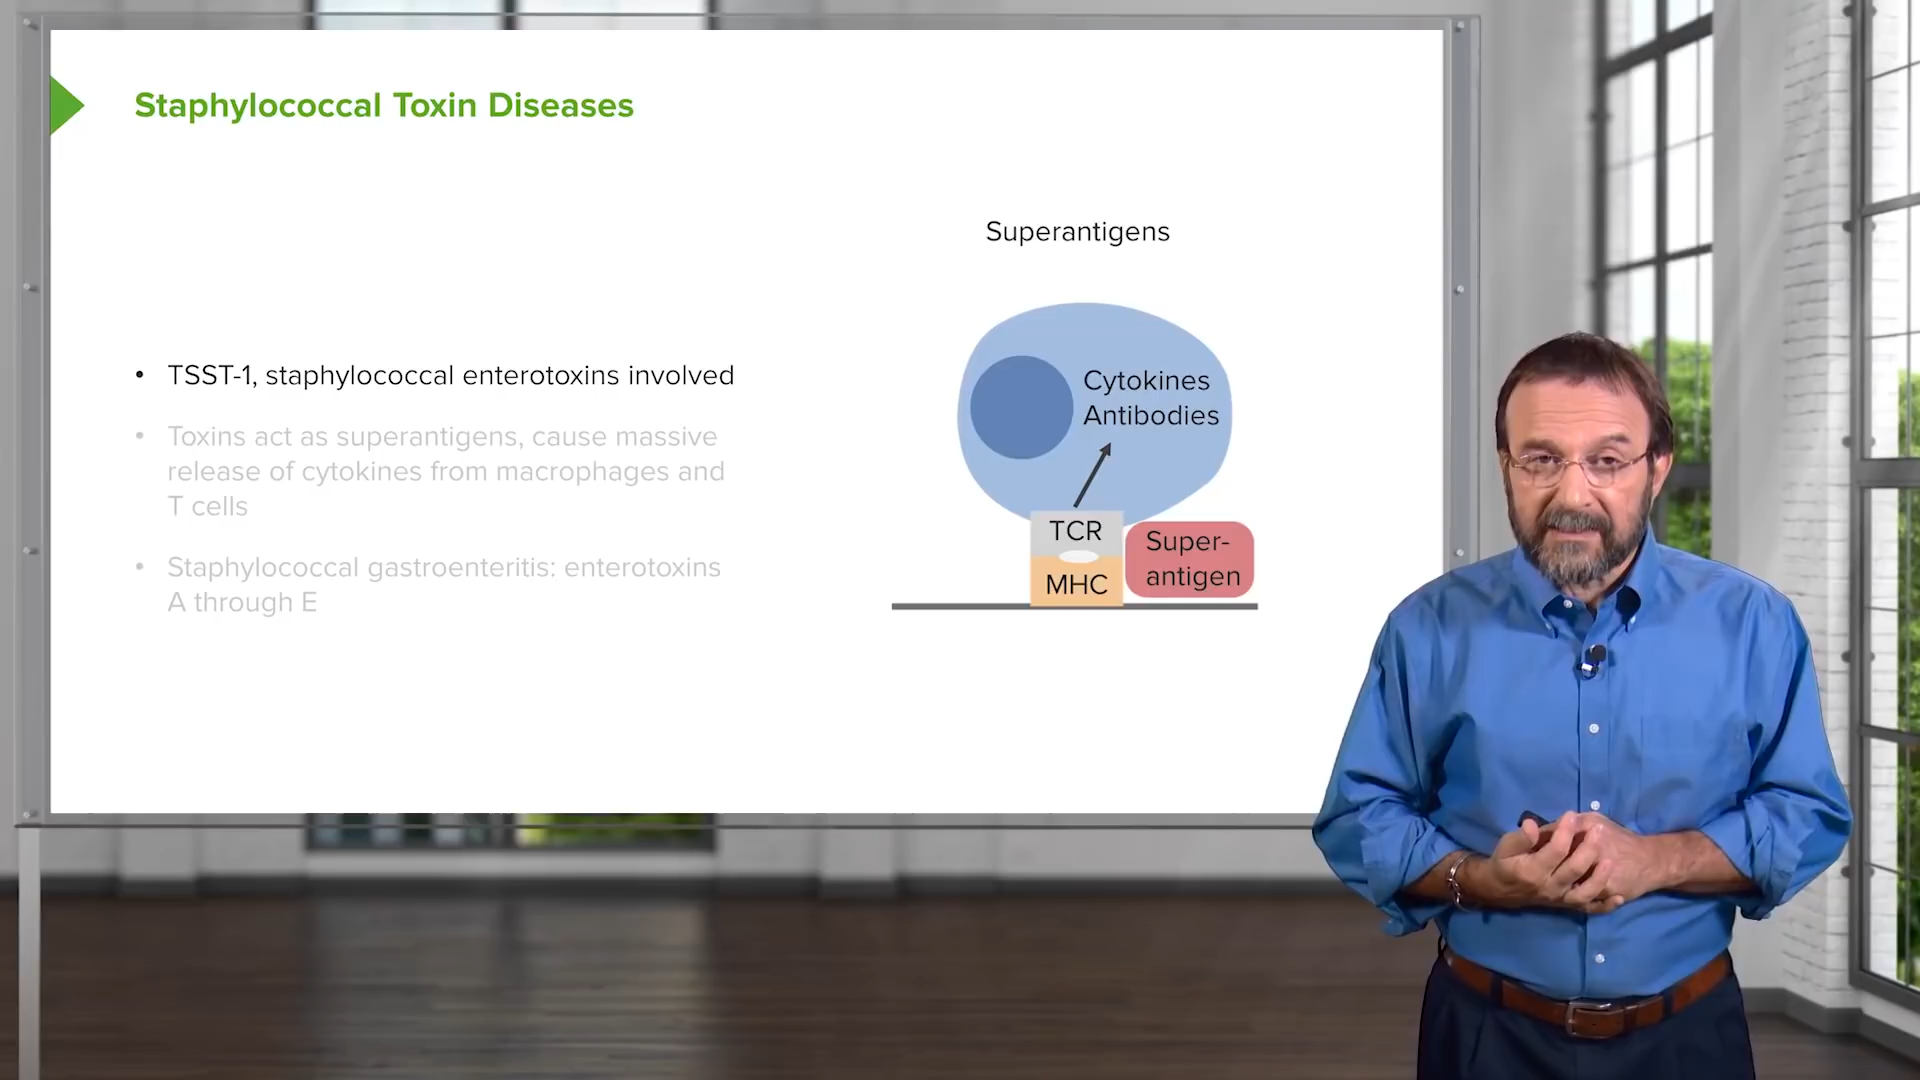 Staphylococcal Toxin Diseases
• TSST-1, staphylococcal enterotoxins involved
• Toxins act as superantigens, cause massive
release of cytokines from macrophages and
T cells
• Staphylococcal gastroenteritis: enterotoxins
A through E
Superantigens
Cytokines
Antibodies
TCR
MHC
Super-
antigen